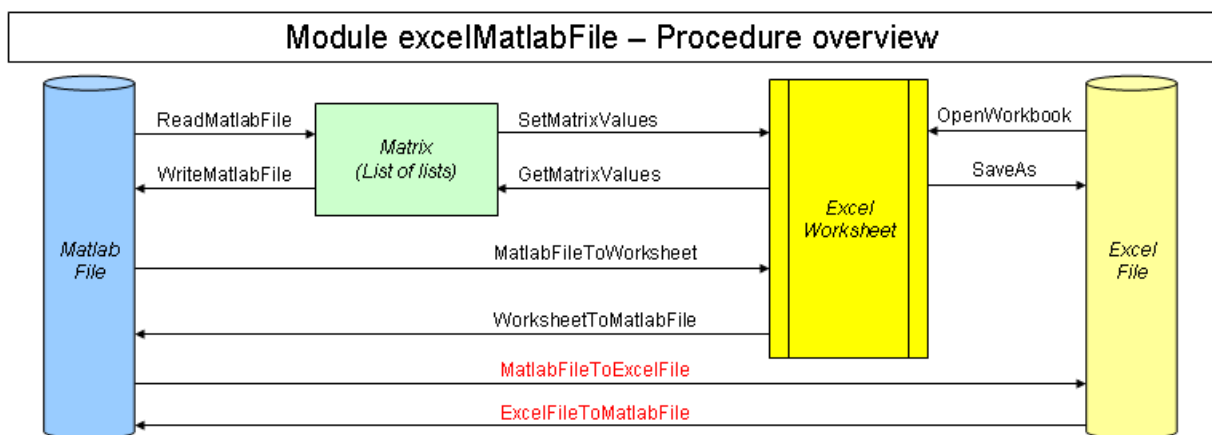 Module excelMatlabFile – Procedure overview
ReadMatlabFile
SetMatrixValues
OpenWorkbook
Matrix
(List of lists)
WriteMatlabFile
GetMatrixValues
SaveAs
Excel
Worksheet
Matlab
File
MatlabFileToWorksheet
Excel
File
WorksheetToMatlabFile
MatlabFileToExcelFile
ExcelFileToMatlabFile